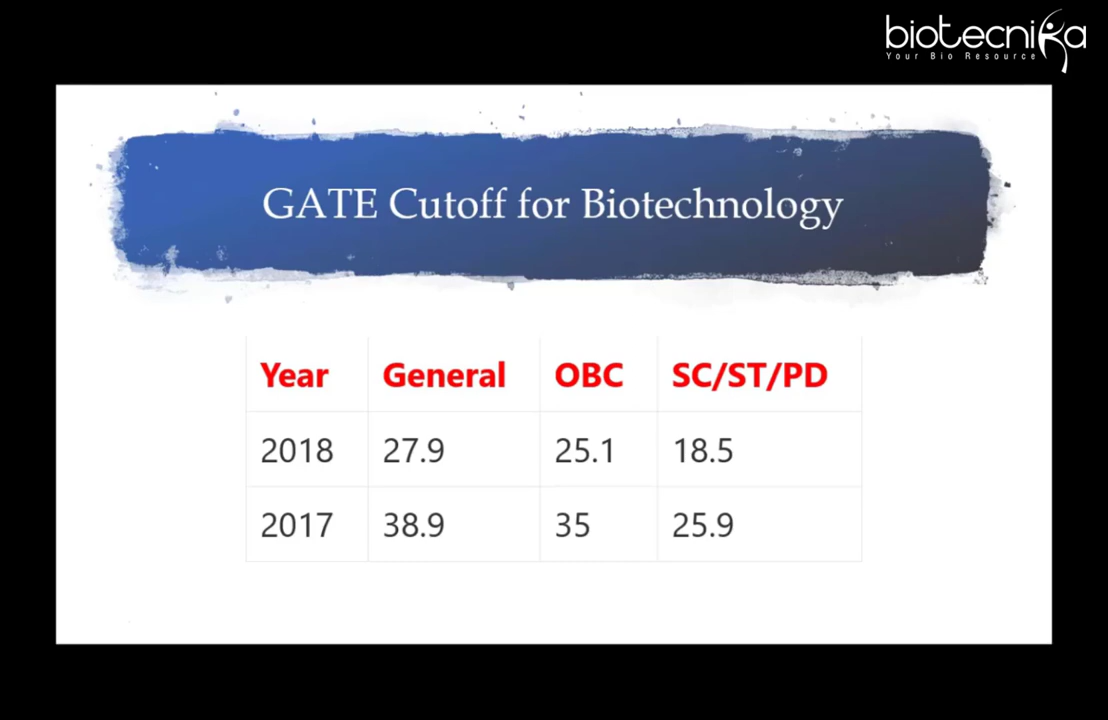 biotecnika
Your Bio Resource
GATE Cutoff for Biotechnology
Year General OBC SC/ST/PD
2018 27.9 25.1 18.5
2017 38.9 35 25.9